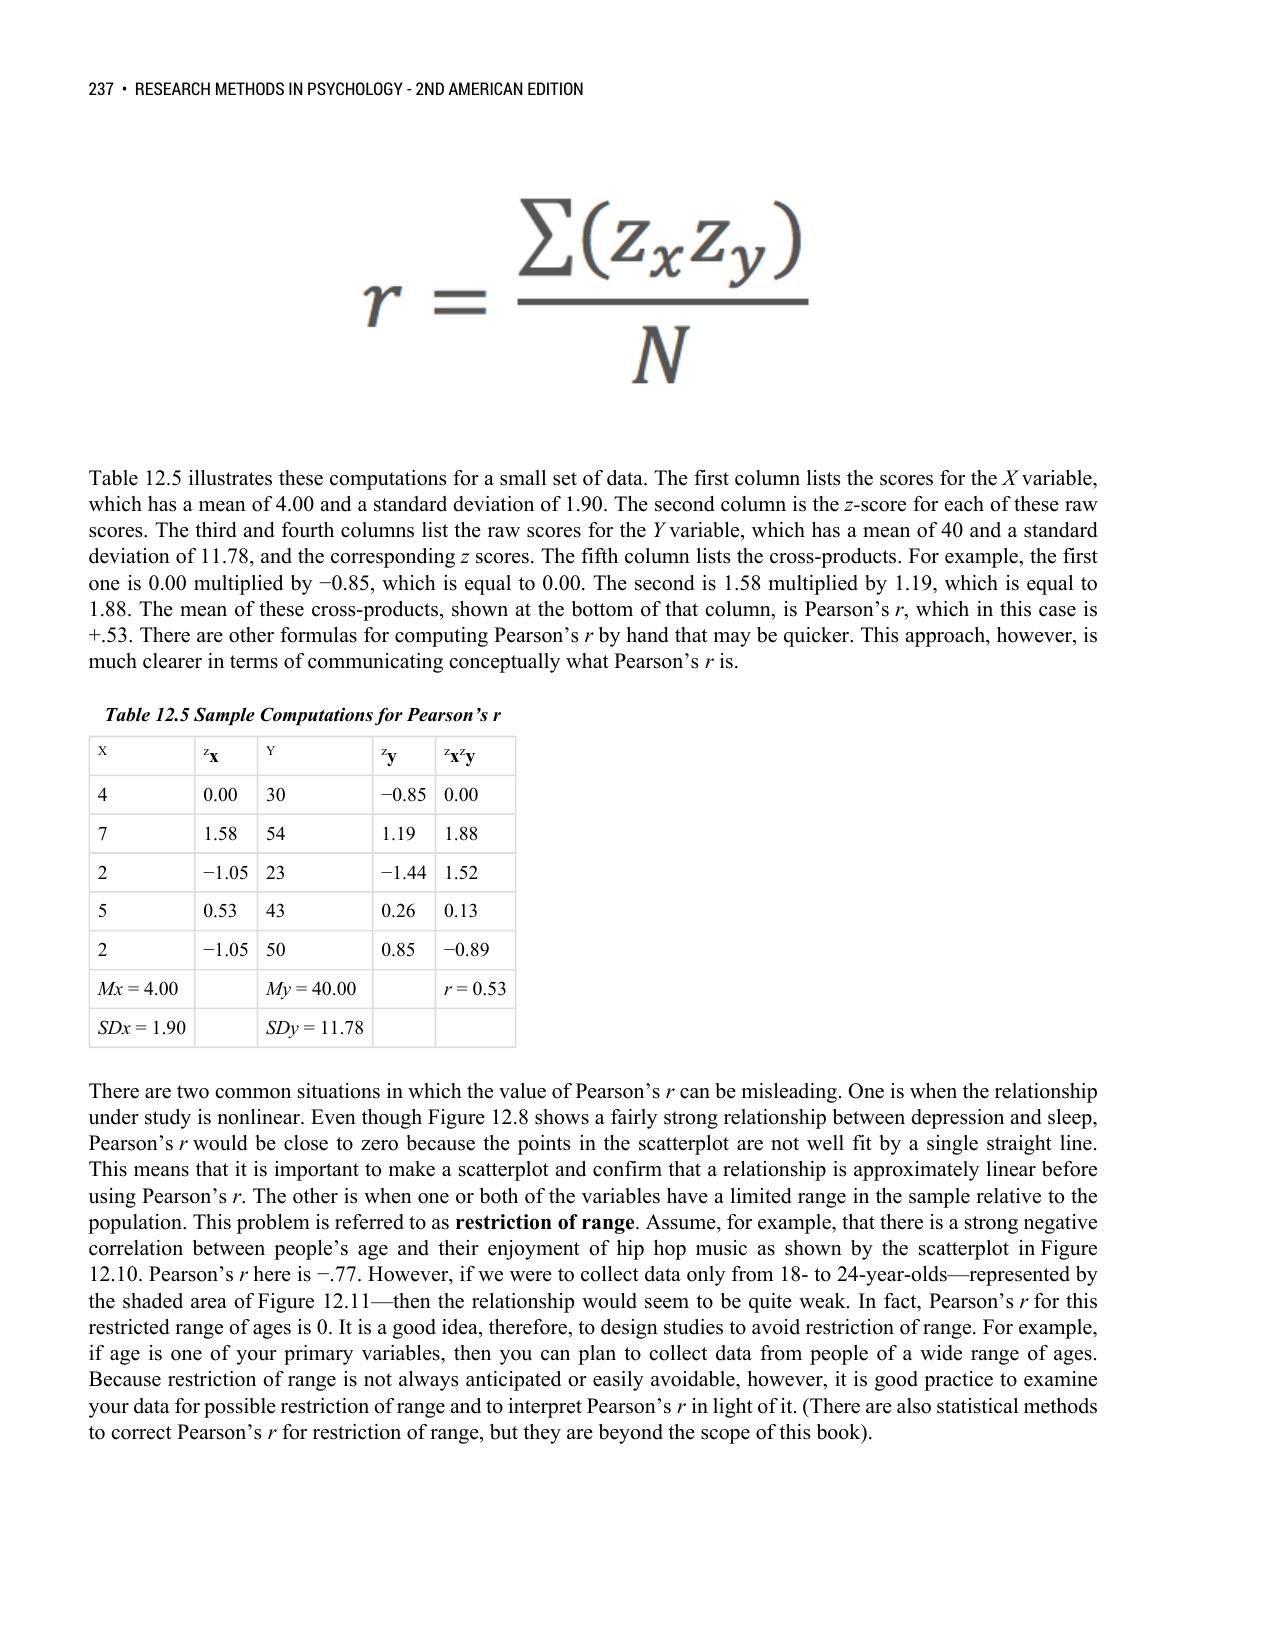 237 • RESEARCH METHODS IN PSYCHOLOGY - 2ND AMERICAN EDITION
r = ∑(zxzy) / N
Table 12.5 illustrates these computations for a small set of data. The first column lists the scores for the X variable,
which has a mean of 4.00 and a standard deviation of 1.90. The second column is the z-score for each of these raw
scores. The third and fourth columns list the raw scores for the Y variable, which has a mean of 40 and a standard
deviation of 11.78, and the corresponding z scores. The fifth column lists the cross-products. For example, the first
one is 0.00 multiplied by −0.85, which is equal to 0.00. The second is 1.58 multiplied by 1.19, which is equal to
1.88. The mean of these cross-products, shown at the bottom of that column, is Pearson’s r, which in this case is
+.53. There are other formulas for computing Pearson’s r by hand that may be quicker. This approach, however, is
much clearer in terms of communicating conceptually what Pearson’s r is.
Table 12.5 Sample Computations for Pearson’s r
X zx Y zy zxzy
4 0.00 30 −0.85 0.00
7 1.58 54 1.19 1.88
2 −1.05 23 −1.44 1.52
5 0.53 43 0.26 0.13
2 −1.05 50 0.85 −0.89
Mx = 4.00 My = 40.00 r = 0.53
SDx = 1.90 SDy = 11.78
There are two common situations in which the value of Pearson’s r can be misleading. One is when the relationship
under study is nonlinear. Even though Figure 12.8 shows a fairly strong relationship between depression and sleep,
Pearson’s r would be close to zero because the points in the scatterplot are not well fit by a single straight line.
This means that it is important to make a scatterplot and confirm that a relationship is approximately linear before
using Pearson’s r. The other is when one or both of the variables have a limited range in the sample relative to the
population. This problem is referred to as restriction of range. Assume, for example, that there is a strong negative
correlation between people’s age and their enjoyment of hip hop music as shown by the scatterplot in Figure
12.10. Pearson’s r here is −.77. However, if we were to collect data only from 18- to 24-year-olds—represented by
the shaded area of Figure 12.11—then the relationship would seem to be quite weak. In fact, Pearson’s r for this
restricted range of ages is 0. It is a good idea, therefore, to design studies to avoid restriction of range. For example,
if age is one of your primary variables, then you can plan to collect data from people of a wide range of ages.
Because restriction of range is not always anticipated or easily avoidable, however, it is good practice to examine
your data for possible restriction of range and to interpret Pearson’s r in light of it. (There are also statistical methods
to correct Pearson’s r for restriction of range, but they are beyond the scope of this book).